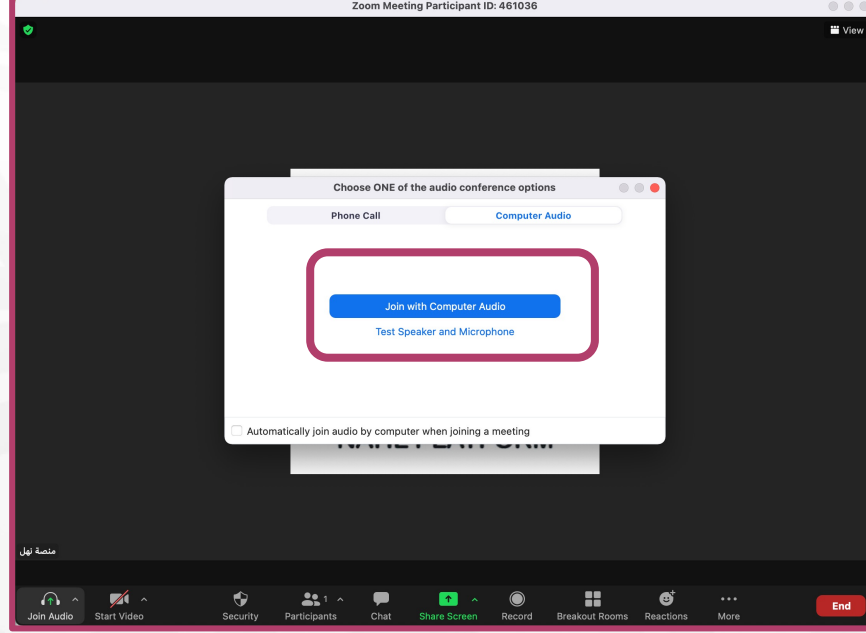 Zoom Meeting Participant ID: 461036
View
Choose ONE of the audio conference options
Phone Call
Computer Audio
Join with Computer Audio
Test Speaker and Microphone
Automatically join audio by computer when joining a meeting
منصة نهل
Join Audio
Start Video
Security
Participants
1
Chat
Share Screen
Record
Breakout Rooms
Reactions
More
End